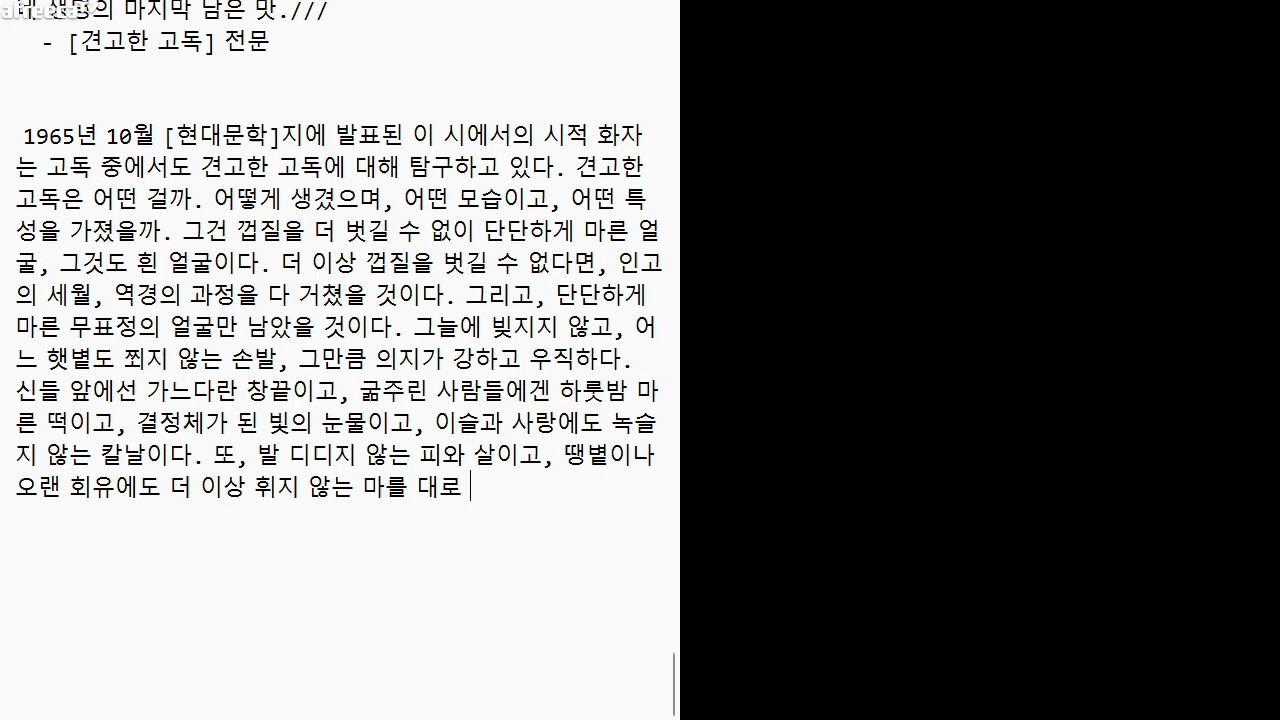 의 마지막 남은 맛.///
- [견고한 고독] 전문
1965년 10월 [현대문학]지에 발표된 이 시에서의 시적 화자
는 고독 중에서도 견고한 고독에 대해 탐구하고 있다. 견고한
고독은 어떤 걸까. 어떻게 생겼으며, 어떤 모습이고, 어떤 특
성을 가졌을까. 그건 껍질을 더 벗길 수 없이 단단하게 마른 얼
굴, 그것도 흰 얼굴이다. 더 이상 껍질을 벗길 수 없다면, 인고
의 세월, 역경의 과정을 다 거쳤을 것이다. 그리고, 단단하게
마른 무표정의 얼굴만 남았을 것이다. 그늘에 빚지지 않고, 어
느 햇볕도 쬐지 않는 손발, 그만큼 의지가 강하고 우직하다.
신들 앞에선 가느다란 창끝이고, 굶주린 사람들에겐 하룻밤 마
른 떡이고, 결정체가 된 빛의 눈물이고, 이슬과 사랑에도 녹슬
지 않는 칼날이다. 또, 발 디디지 않는 피와 살이고, 땡볕이나
오랜 회유에도 더 이상 휘지 않는 마를 대로